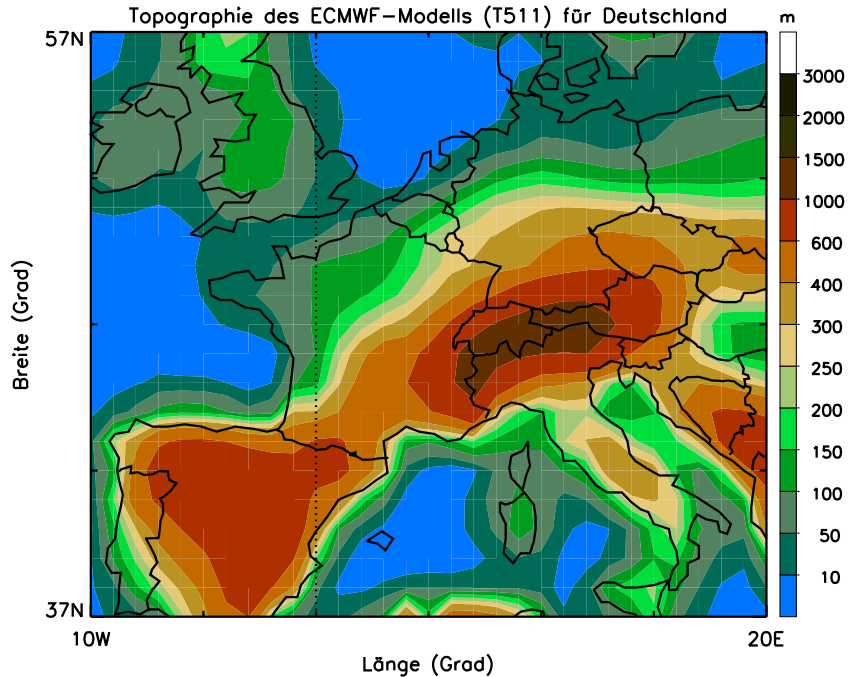 Topographie des ECMWF-Modells (T511) für Deutschland
m
57N
3000
2000
1500
1000
600
400
300
250
200
150
100
50
10
Breite (Grad)
37N
10W
20E
Länge (Grad)